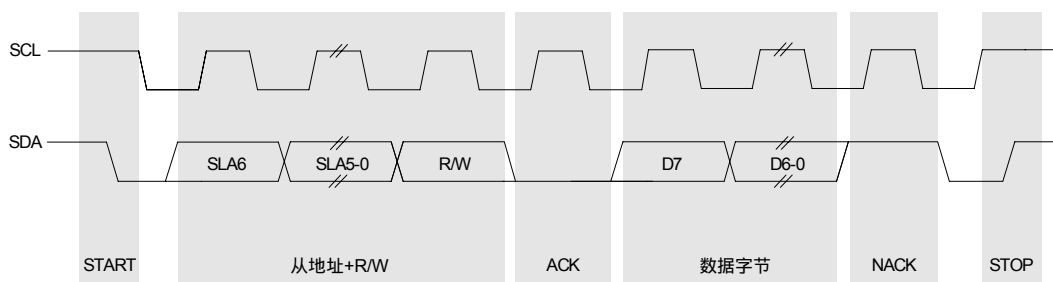 SCL
SDA
SLA6 SLA5-0 R/W D7 D6-0
START 从地址+R/W ACK 数据字节 NACK STOP